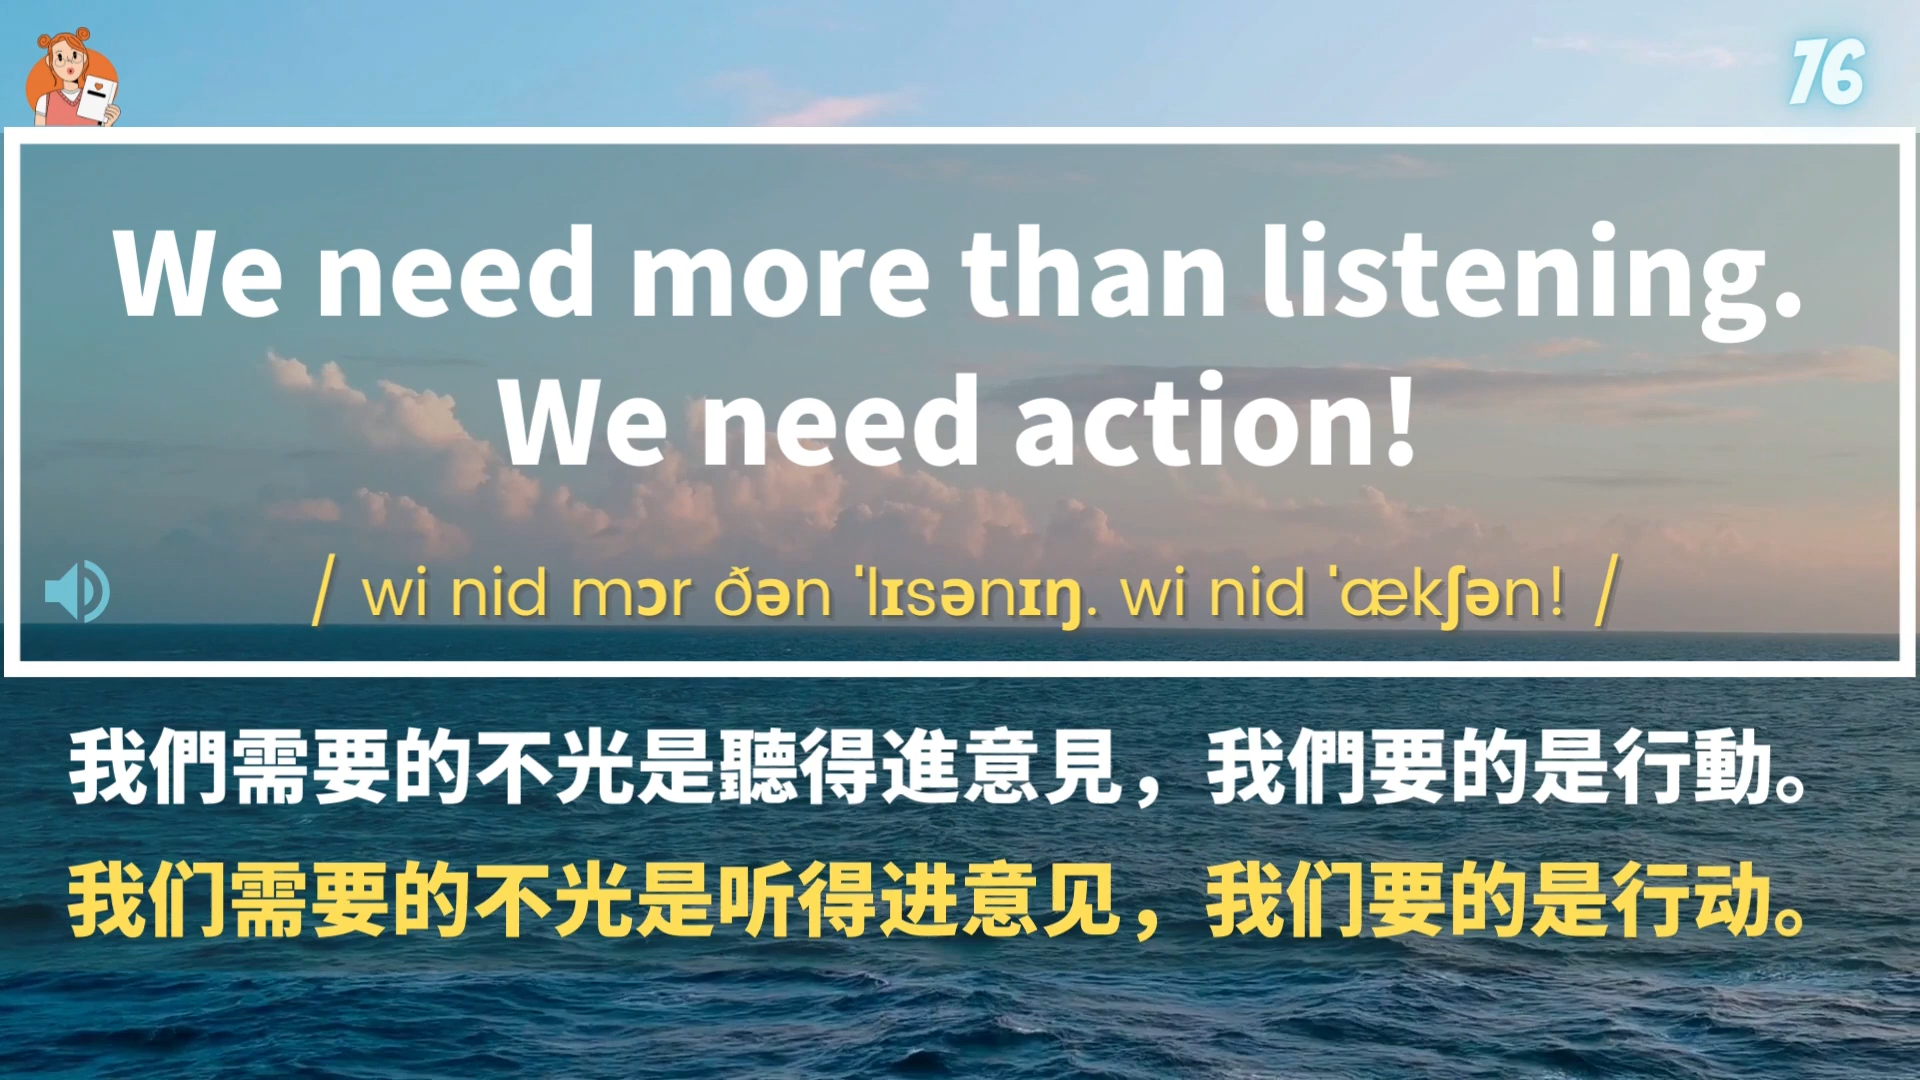 76
We need more than listening.
We need action!
/ wi nid mɔr ðən ˈlɪsənɪŋ. wi nid ˈækʃən! /
我們需要的不光是聽得進意見，我們要的是行動。
我们需要的不光是听得进意见，我们要的是行动。